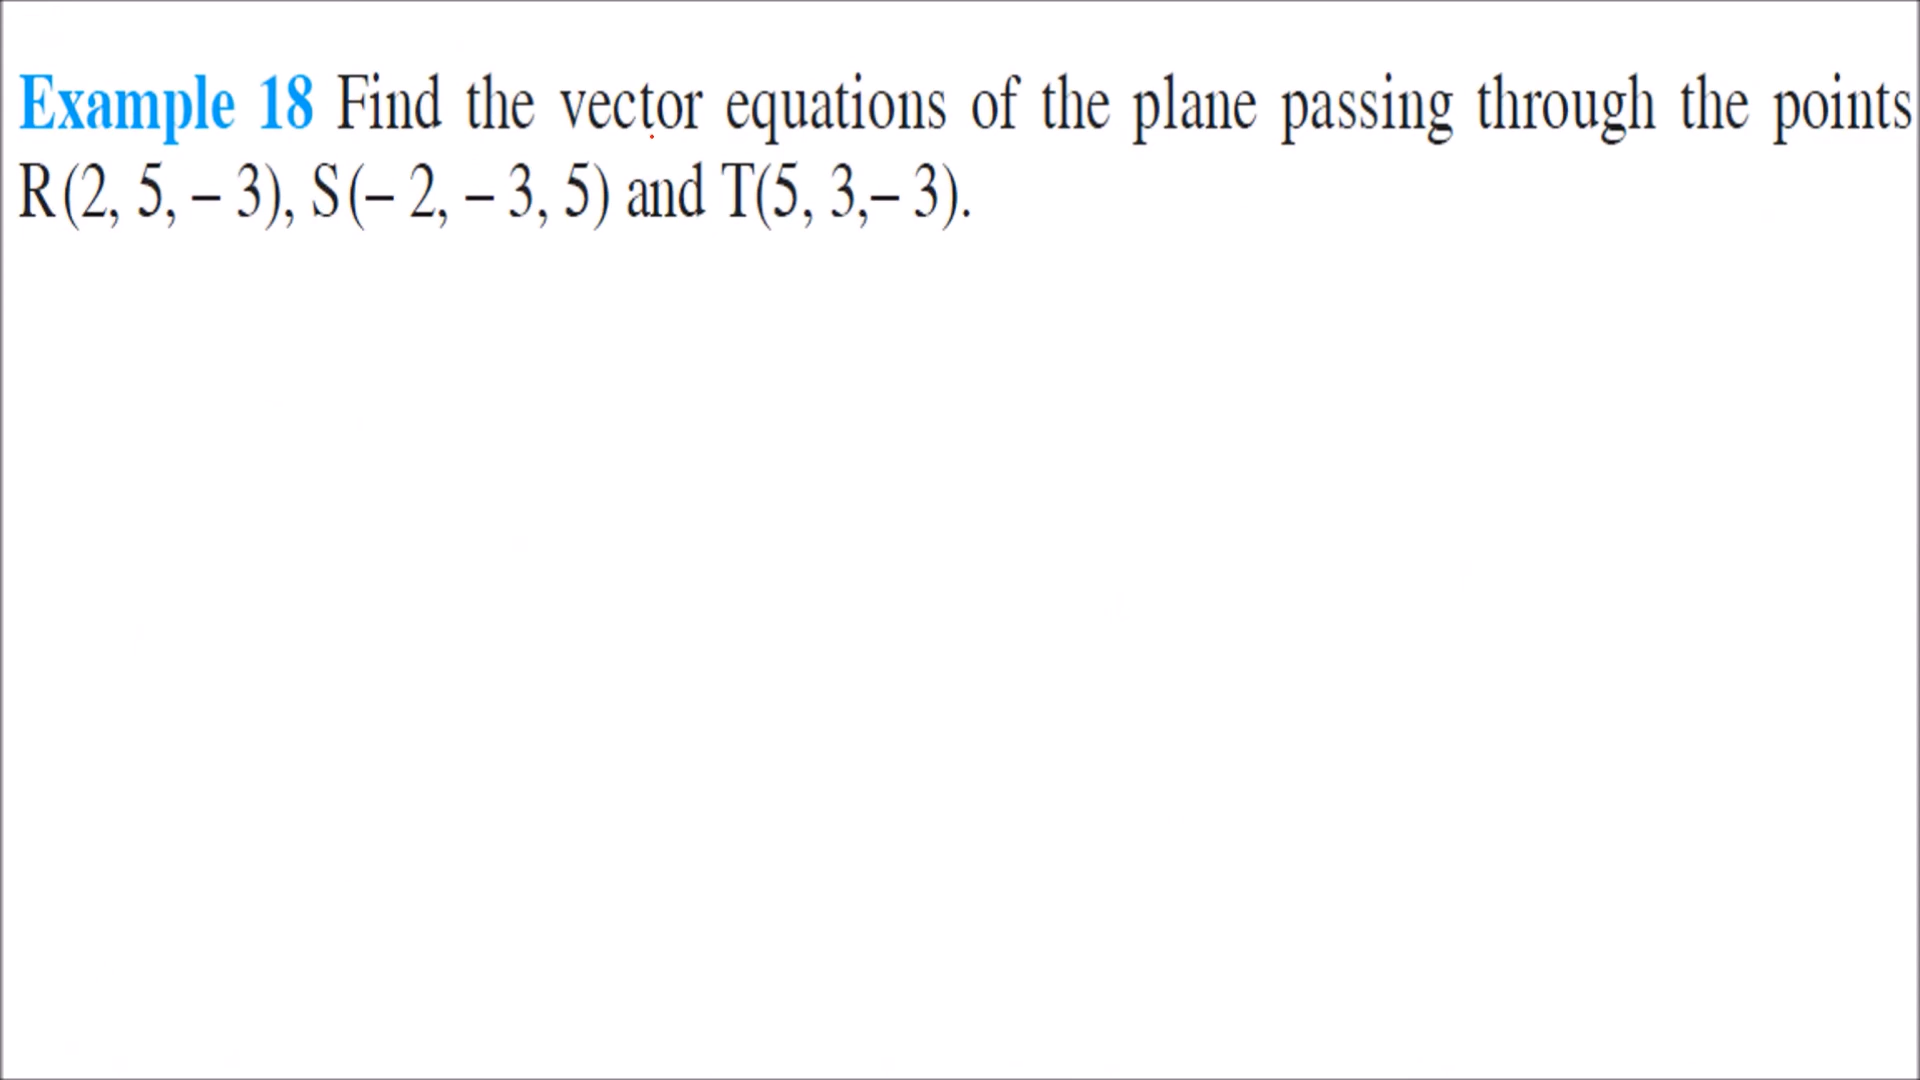 Example 18 Find the vector equations of the plane passing through the points
R(2, 5, – 3), S(– 2, – 3, 5) and T(5, 3,– 3).